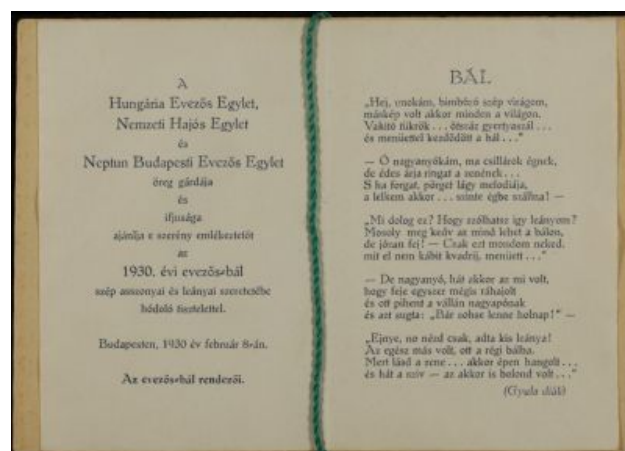 A
Hungária Evezős Egylet,
Nemzeti Hajós Egylet
és
Neptun Budapesti Evezős Egylet
öreg gárdája
és
ifjusága
ajánlja e szerény emlékeztetőt
az
1930. évi evezős-bál
szép asszonyai és leányai szeretetébe
hódoló tisztelettel.
Budapesten, 1930 év február 8-án.
Az evezős-bál rendezői.
BÁL
„Hej, unokám, bimbózó szép virágom,
máskép volt akkor minden a világon.
Vakító tükrök . . . ötszáz gyertyaszál . . .
és menüettel kezdődött a bál . . ."
— Ó nagyanyókám, ma csillárok égnek,
de édes árja ringat a zenének . . .
S ha forgat, pörget lágy melódiája,
a lelkem akkor . . . szinte égbe szállna! —
„Mi dolog ez? Hogy szólhatsz így leányom?
Mosoly meg kedv az mind lehet a bálon,
de józan fej! — Csak ezt mondom neked,
mit el nem kábít kvadrij, menüett . . ."
— De nagyanyó, hát akkor az mi volt,
hogy feje egyszer mégis ráhajolt
és ott pihent a vállán nagyapónak
és azt sugta: „Bár sohse lenne holnap!" —
„Ejnye, no nézd csak, adta kis leánya!
Az egész más volt, ott a régi bálba.
Mert lásd a zene . . . akkor épen hangolt . . .
és hát a szív — az akkor is bolond volt . . ."
(Gyula diák)